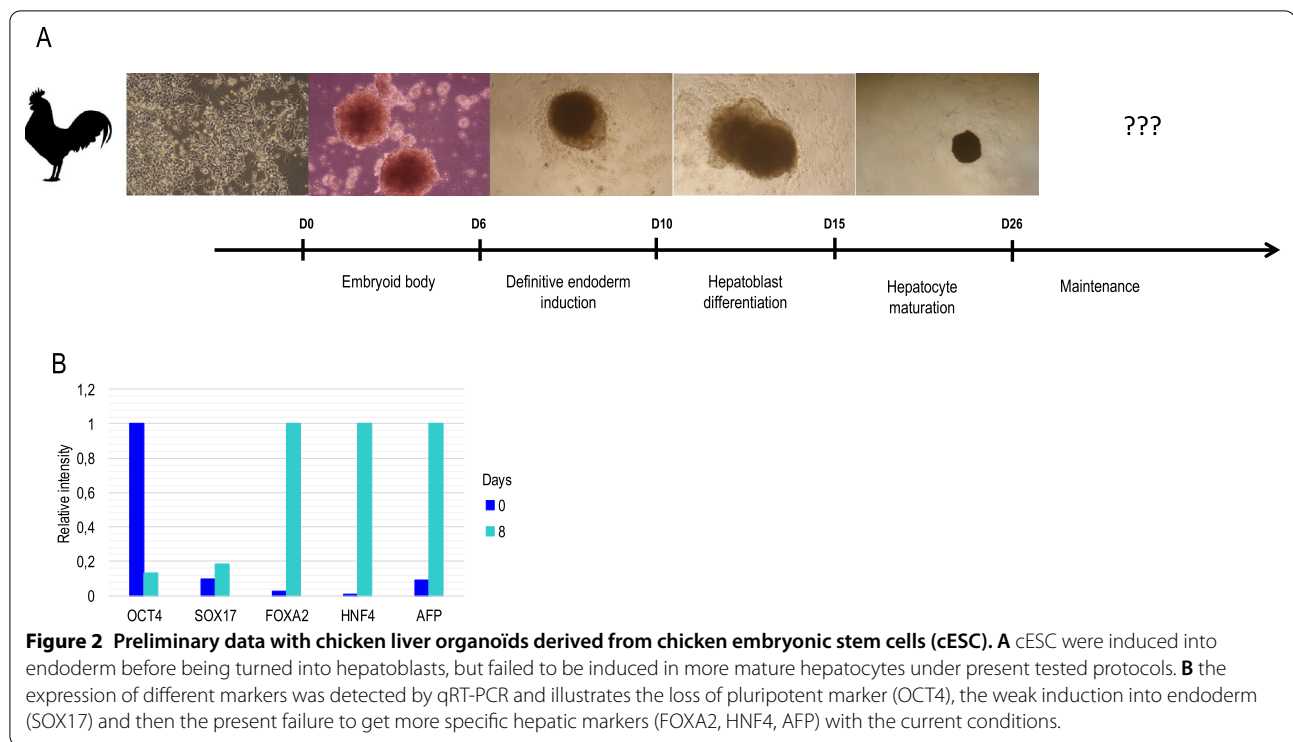 A
???
D0 D6 D10 D15 D26
Embryoid body
Definitive endoderm
induction
Hepatoblast
differentiation
Hepatocyte
maturation
Maintenance
B
1,2
1
0,8
0,6
0,4
0,2
0
Relative intensity
OCT4 SOX17 FOXA2 HNF4 AFP
Days
0
8
Figure 2 Preliminary data with chicken liver organoïds derived from chicken embryonic stem cells (cESC). A cESC were induced into
endoderm before being turned into hepatoblasts, but failed to be induced in more mature hepatocytes under present tested protocols. B the
expression of different markers was detected by qRT-PCR and illustrates the loss of pluripotent marker (OCT4), the weak induction into endoderm
(SOX17) and then the present failure to get more specific hepatic markers (FOXA2, HNF4, AFP) with the current conditions.